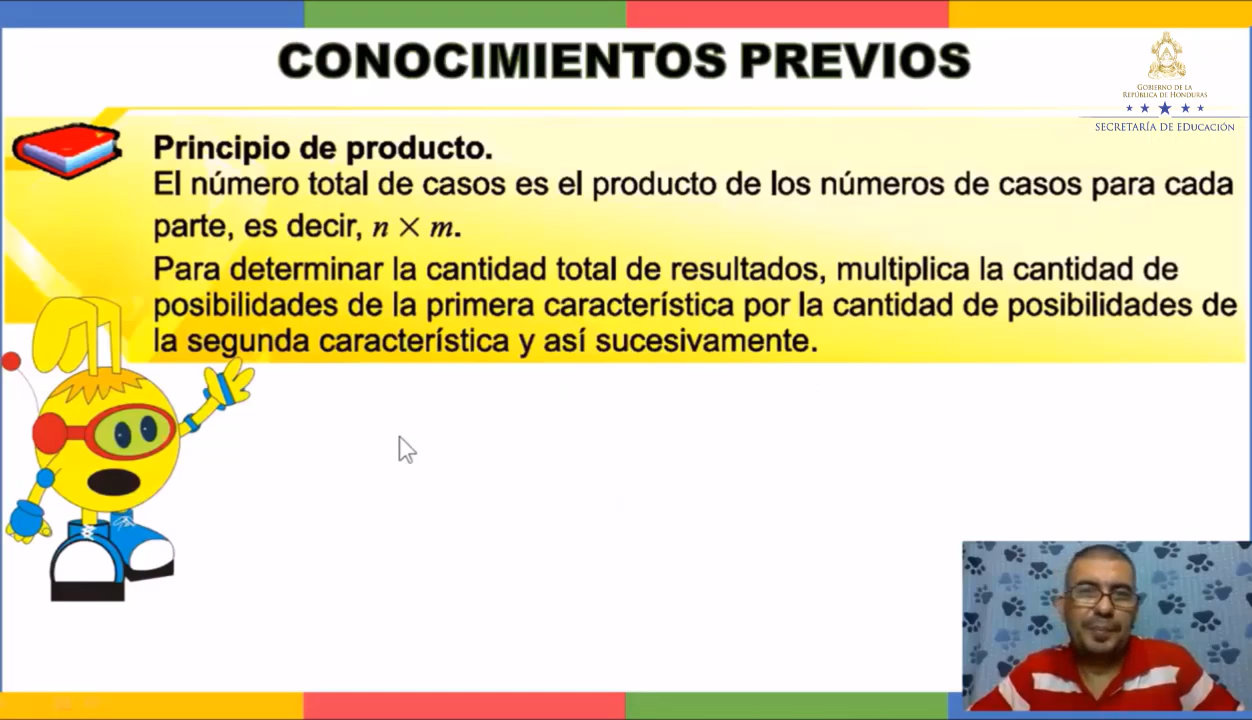 CONOCIMIENTOS PREVIOS
GOBIERNO DE LA
REPÚBLICA DE HONDURAS
SECRETARÍA DE EDUCACIÓN
Principio de producto.
El número total de casos es el producto de los números de casos para cada
parte, es decir, n × m.
Para determinar la cantidad total de resultados, multiplica la cantidad de
posibilidades de la primera característica por la cantidad de posibilidades de
la segunda característica y así sucesivamente.